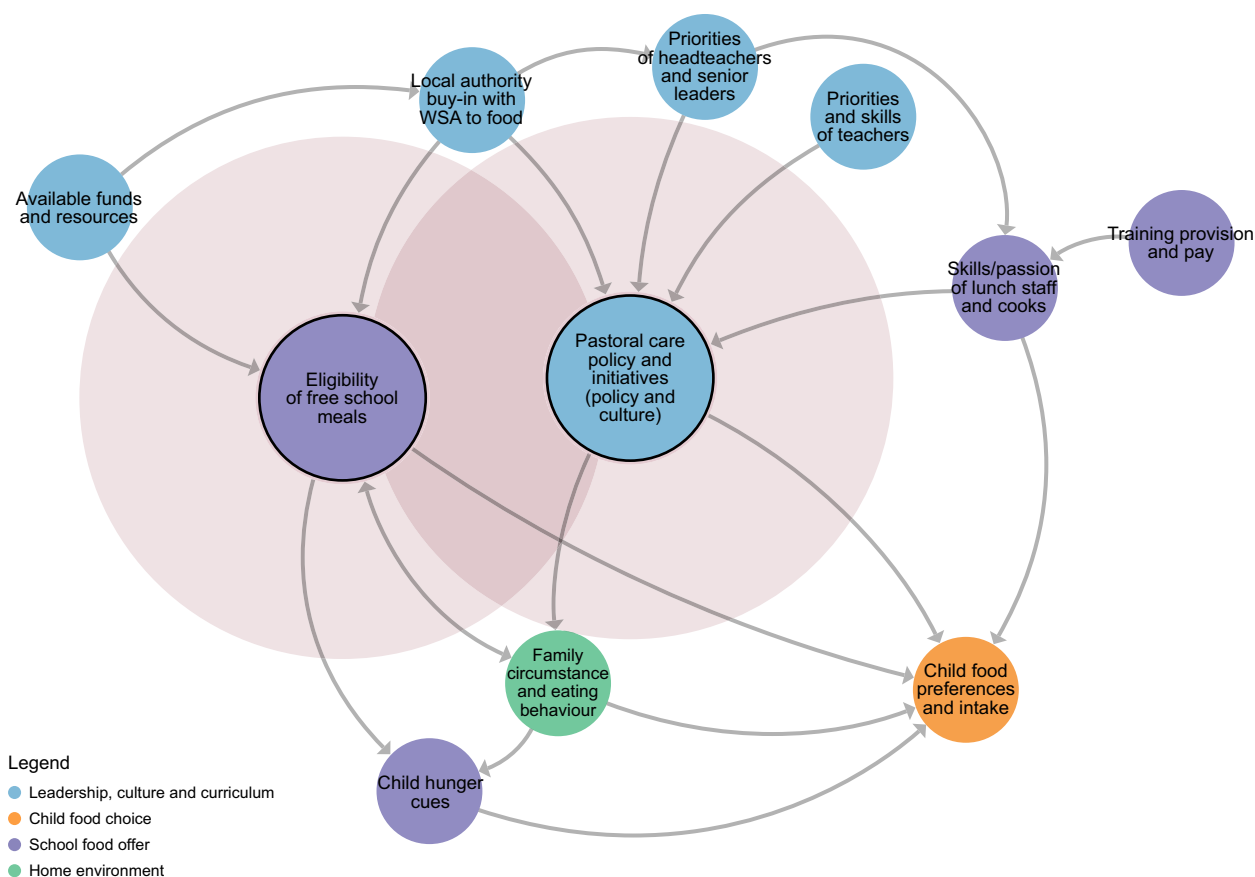 Priorities
of headteachers
and senior
leaders
Local authority
buy-in with
WSA to food
Priorities
and skills
of teachers
Available funds
and resources
Training provision
and pay
Skills/passion
of lunch staff
and cooks
Pastoral care
policy and
initiatives
(policy and
culture)
Eligibility
of free school
meals
Family
circumstance
and eating
behaviour
Child food
preferences
and intake
Child hunger
cues
Legend
Leadership, culture and curriculum
Child food choice
School food offer
Home environment